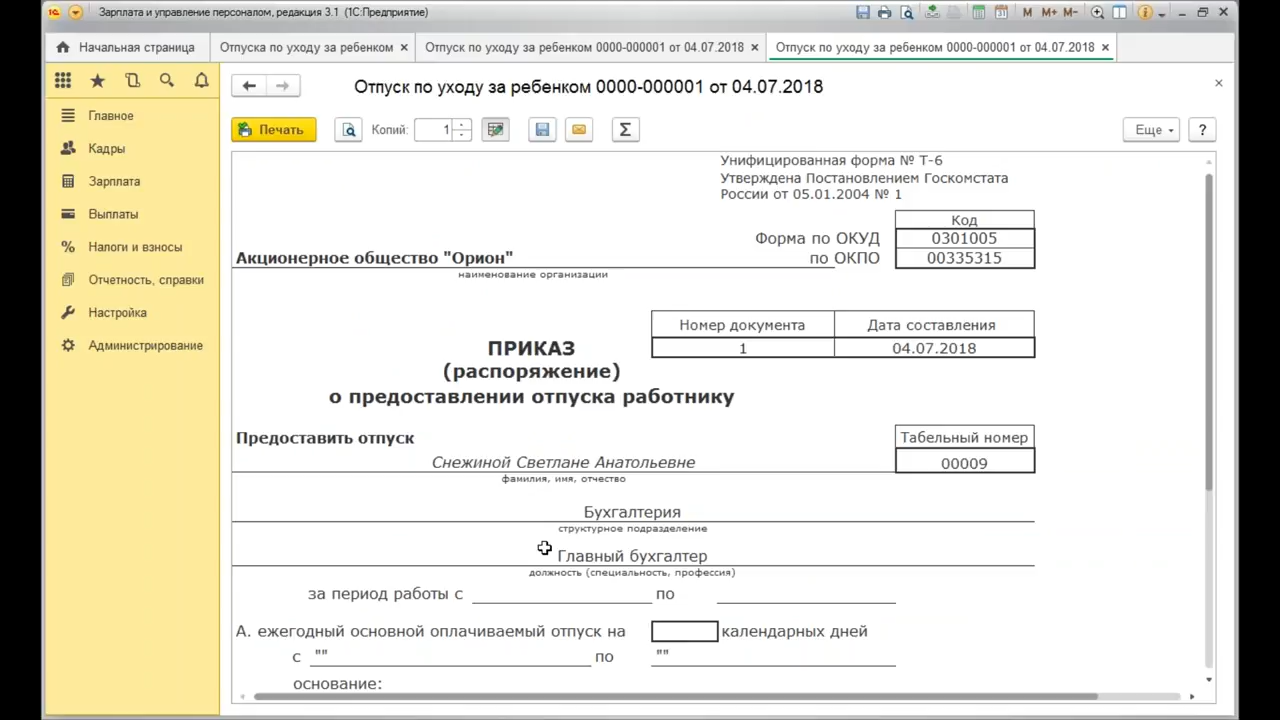 Зарплата и управление персоналом, редакция 3.1 (1С:Предприятие)
M M+ M-
Начальная страница
Отпуска по уходу за ребенком
Отпуск по уходу за ребенком 0000-000001 от 04.07.2018
Отпуск по уходу за ребенком 0000-000001 от 04.07.2018
Отпуск по уходу за ребенком 0000-000001 от 04.07.2018
Печать
Копий: 1
Σ
Еще
?
Главное
Кадры
Зарплата
Выплаты
Налоги и взносы
Отчетность, справки
Настройка
Администрирование
Унифицированная форма № Т-6
Утверждена Постановлением Госкомстата
России от 05.01.2004 № 1
Код
Форма по ОКУД 0301005
Акционерное общество "Орион" по ОКПО 00335315
наименование организации
Номер документа Дата составления
ПРИКАЗ 1 04.07.2018
(распоряжение)
о предоставлении отпуска работнику
Предоставить отпуск Табельный номер
Снежиной Светлане Анатольевне 00009
фамилия, имя, отчество
Бухгалтерия
структурное подразделение
Главный бухгалтер
должность (специальность, профессия)
за период работы с по
А. ежегодный основной оплачиваемый отпуск на календарных дней
с "" по ""
основание: